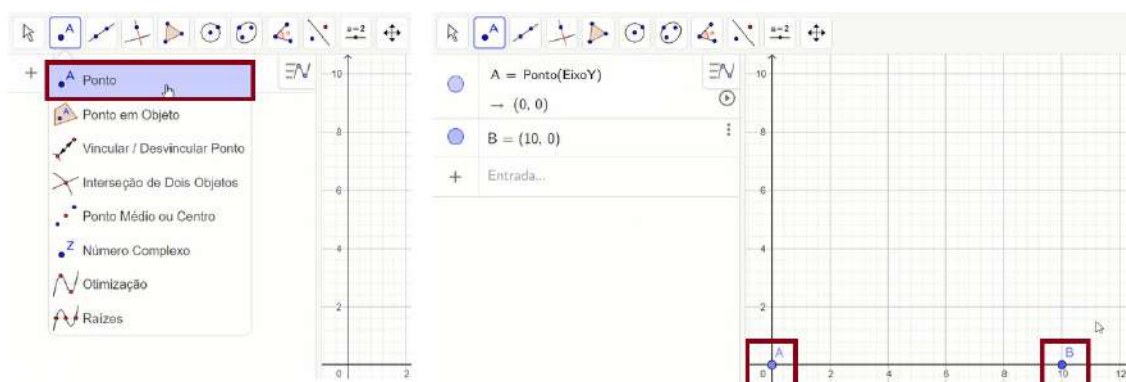 A
a=2
+
A Ponto
10
A Ponto em Objeto
Vincular / Desvincular Ponto
8
Interseção de Dois Objetos
6
Ponto Médio ou Centro
Z Número Complexo
4
Otimização
2
Raízes
0
2
A
a=2
A = Ponto(EixoY)
→ (0, 0)
B = (10, 0)
+ Entrada...
10
8
6
4
2
A
B
0
2
4
6
8
10
12